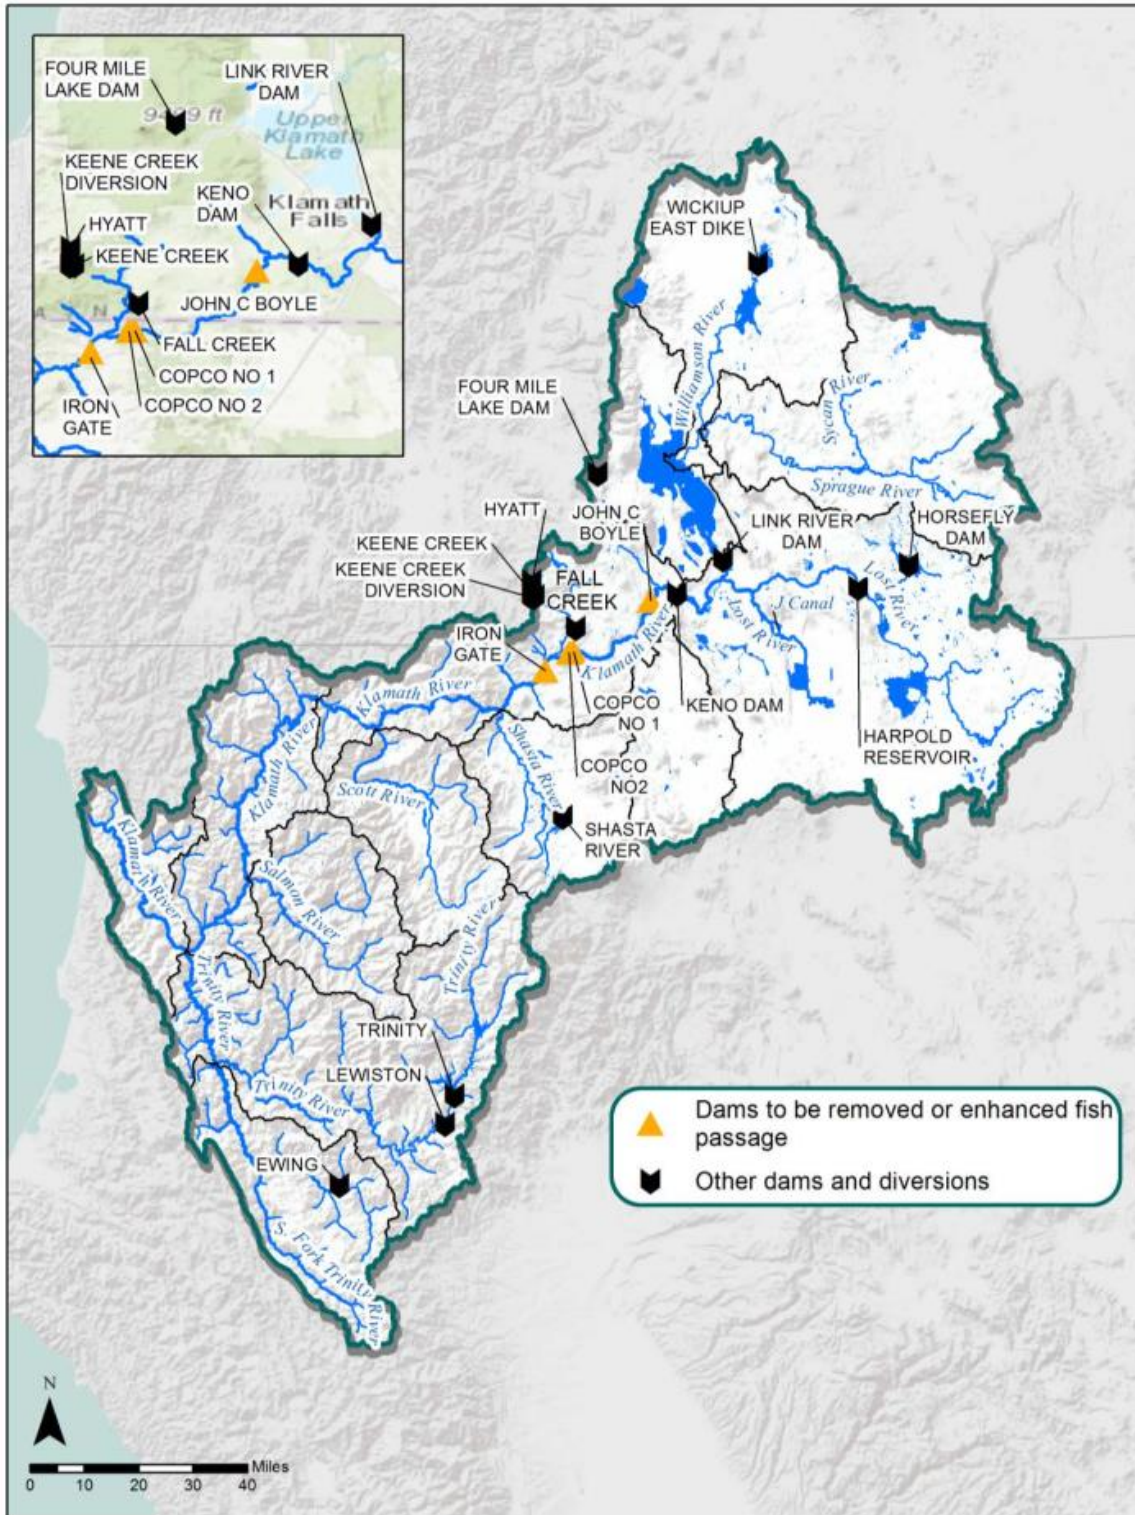 FOUR MILE
LAKE DAM
LINK RIVER
DAM
Upper
Klamath
Lake
KEENE CREEK
DIVERSION
HYATT
KEENE CREEK
KENO
DAM
Klamath
Falls
JOHN C BOYLE
FALL CREEK
COPCO NO 1
COPCO NO 2
IRON
GATE
WICKIUP
EAST DIKE
Williamson River
Sycan River
Sprague River
FOUR MILE
LAKE DAM
HYATT
KEENE CREEK
KEENE CREEK
DIVERSION
JOHN C
BOYLE
LINK RIVER
DAM
HORSEFLY
DAM
FALL
CREEK
Lost River
J Canal
Lost River
IRON
GATE
Klamath River
Klamath River
COPCO
NO 1
KENO DAM
COPCO
NO2
HARPOLD
RESERVOIR
Klamath River
Shasta River
Scott River
SHASTA
RIVER
Klamath River
Salmon River
Trinity River
Trinity River
TRINITY
LEWISTON
Trinity River
EWING
S. Fork Trinity River
Dams to be removed or enhanced fish
passage
Other dams and diversions
N
Miles
0 10 20 30 40